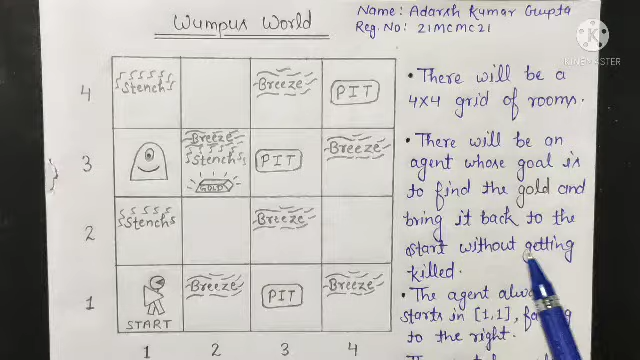 Wumpus World
Name: Adarsh Kumar Gupta
Reg. No: 21MCMC21
KINEMASTER
4
Stench
Breeze
PIT
3
Breeze
Stench
GOLD
PIT
Breeze
2
Stench
Breeze
1
START
Breeze
PIT
Breeze
1 2 3 4
• There will be a
4x4 grid of rooms.
• There will be an
agent whose goal is
to find the gold and
bring it back to the
start without getting
killed.
• The agent
starts in [1,1],
to the right.